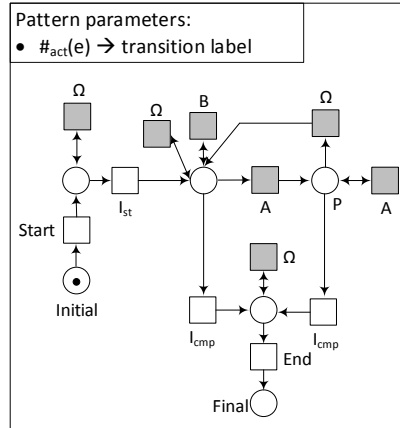 Pattern parameters:
• #act(e) → transition label
Ω
Ω
B
Ω
Ist
A
P
A
Start
Initial
Ω
Icmp
Icmp
End
Final